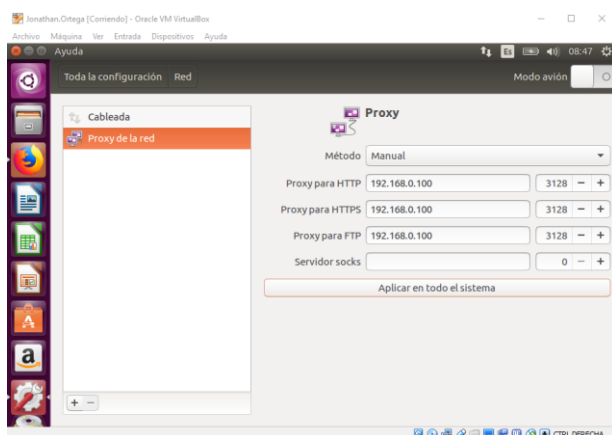 Jonathan.Ortega [Corriendo] - Oracle VM VirtualBox
Archivo Máquina Ver Entrada Dispositivos Ayuda
Ayuda Es 08:47
Toda la configuración Red Modo avión
Cableada
Proxy de la red
Proxy
Método Manual
Proxy para HTTP 192.168.0.100 3128 − +
Proxy para HTTPS 192.168.0.100 3128 − +
Proxy para FTP 192.168.0.100 3128 − +
Servidor socks 0 − +
Aplicar en todo el sistema
a
+ −
CTRL DERECHA